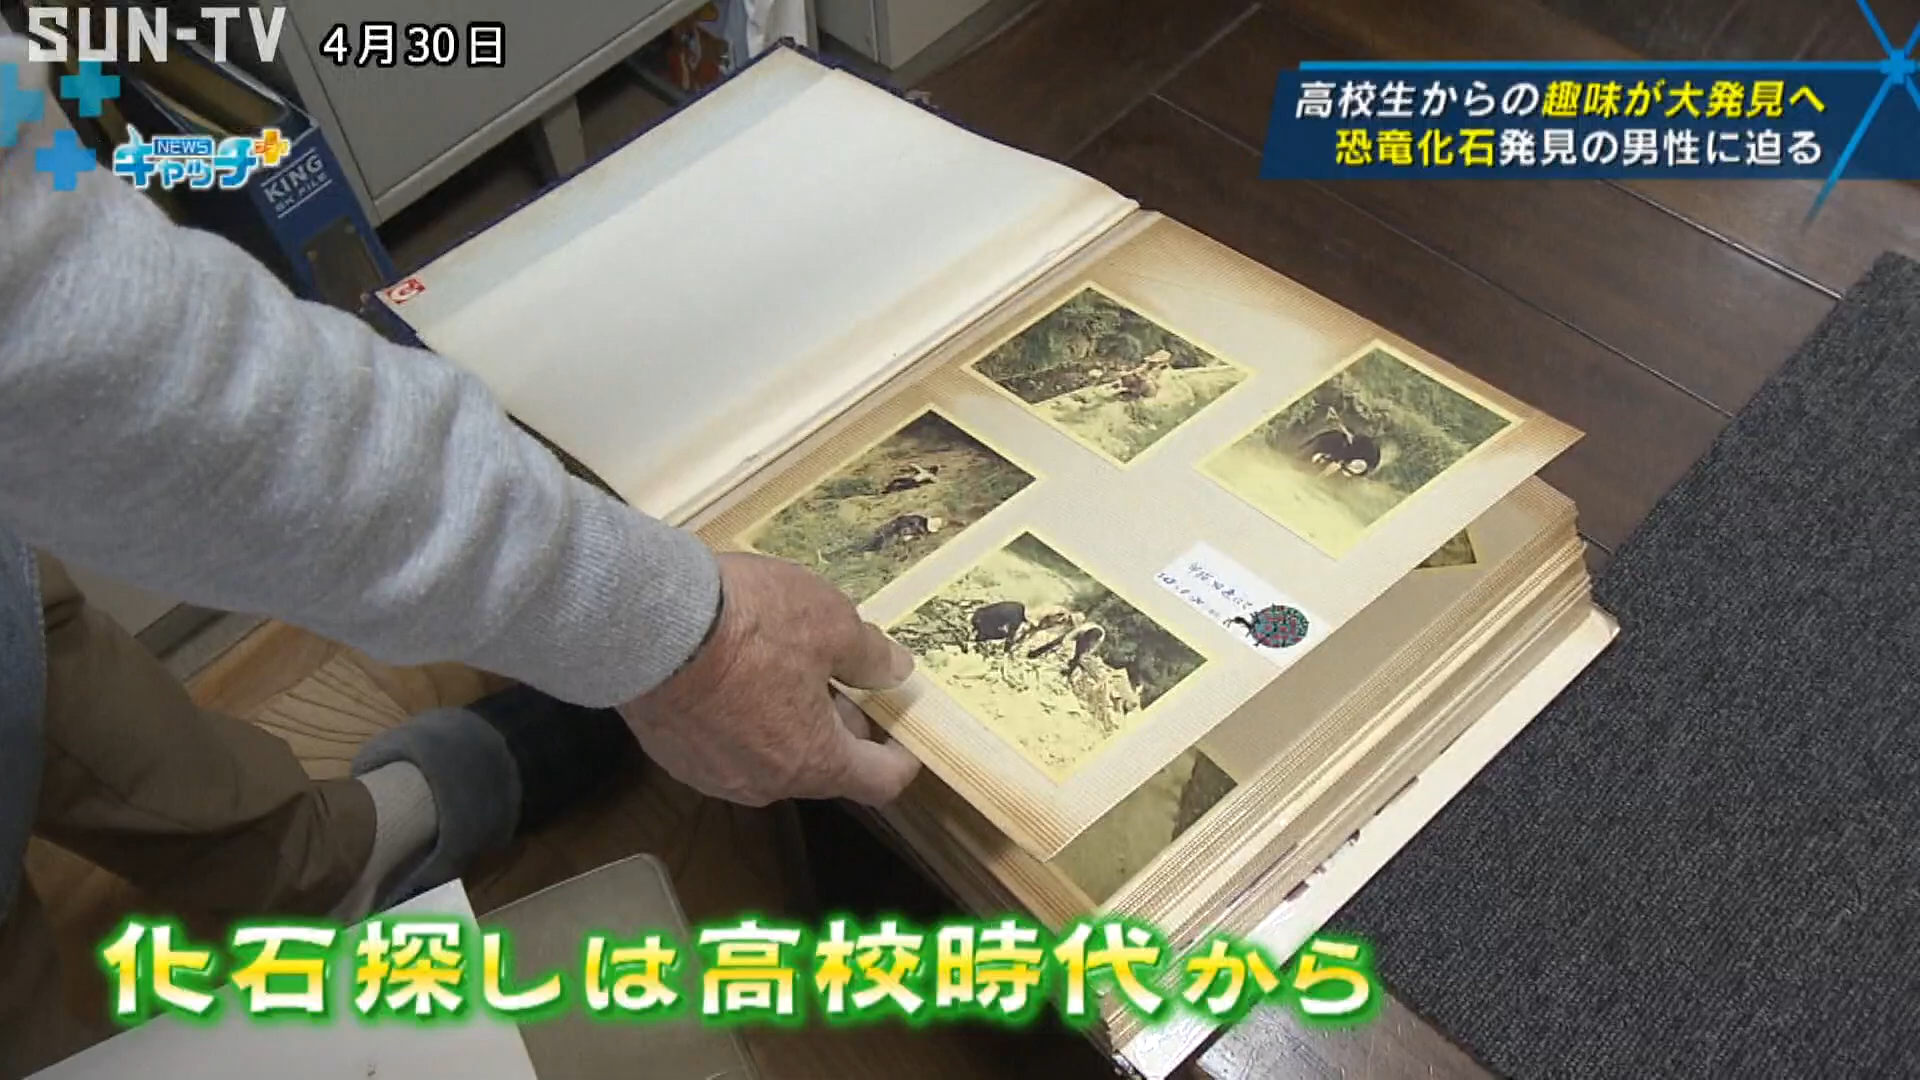 SUN-TV
4月30日
NEWS
キャッチ+
高校生からの趣味が大発見へ
恐竜化石発見の男性に迫る
KING
化石探しは高校時代から